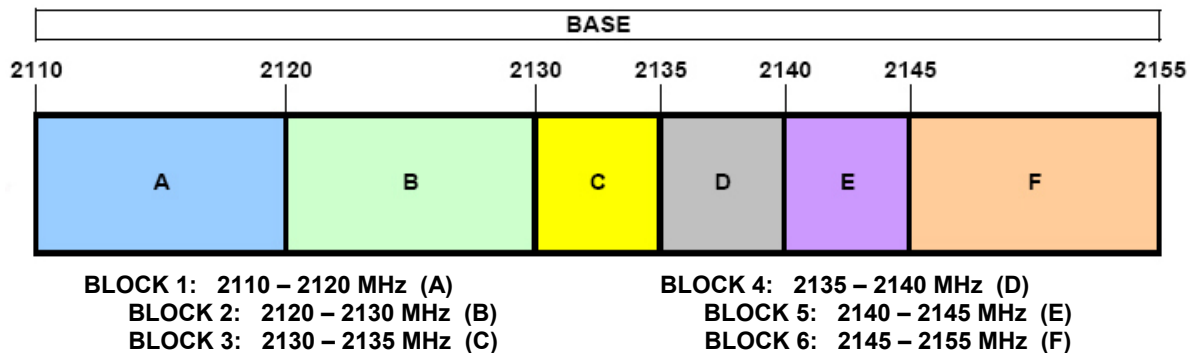 BASE
2110 2120 2130 2135 2140 2145 2155
A B C D E F
BLOCK 1: 2110 – 2120 MHz (A)
BLOCK 2: 2120 – 2130 MHz (B)
BLOCK 3: 2130 – 2135 MHz (C)
BLOCK 4: 2135 – 2140 MHz (D)
BLOCK 5: 2140 – 2145 MHz (E)
BLOCK 6: 2145 – 2155 MHz (F)